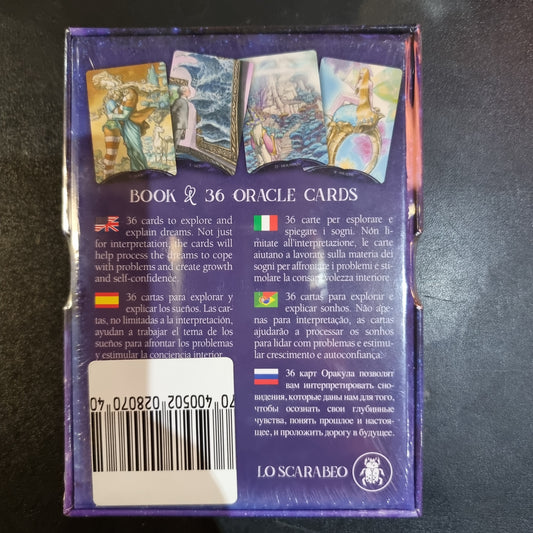 BOOK & 36 ORACLE CARDS
36 cards to explore and
explain dreams. Not just
for interpretation, the cards will
help process the dreams to cope
with problems and create growth
and self-confidence.
36 carte per esplorare e
spiegare i sogni. Non li-
mitate all'interpretazione, le carte
aiutano a lavorare sulla materia dei
sogni per affrontare i problemi e sti-
molare la consapevolezza interiore.
36 cartas para explorar y
explicar los sueños. Las car-
tas, no limitadas a la interpretación,
ayudan a trabajar el tema de los
sueños para afrontar los problemas
y estimular la conciencia interior.
36 cartas para explorar e
explicar sonhos. Não ape-
nas para interpretação, as cartas
ajudarão a processar os sonhos
para lidar com problemas e estimu-
lar crescimento e autoconfiança.
36 карт Оракула позволят
вам интерпретировать сно-
видения, которые даны нам для того,
чтобы осознать свои глубинные
чувства, понять прошлое и настоя-
щее, и проложить дорогу в будущее.
70400502028070 40
LO SCARABEO